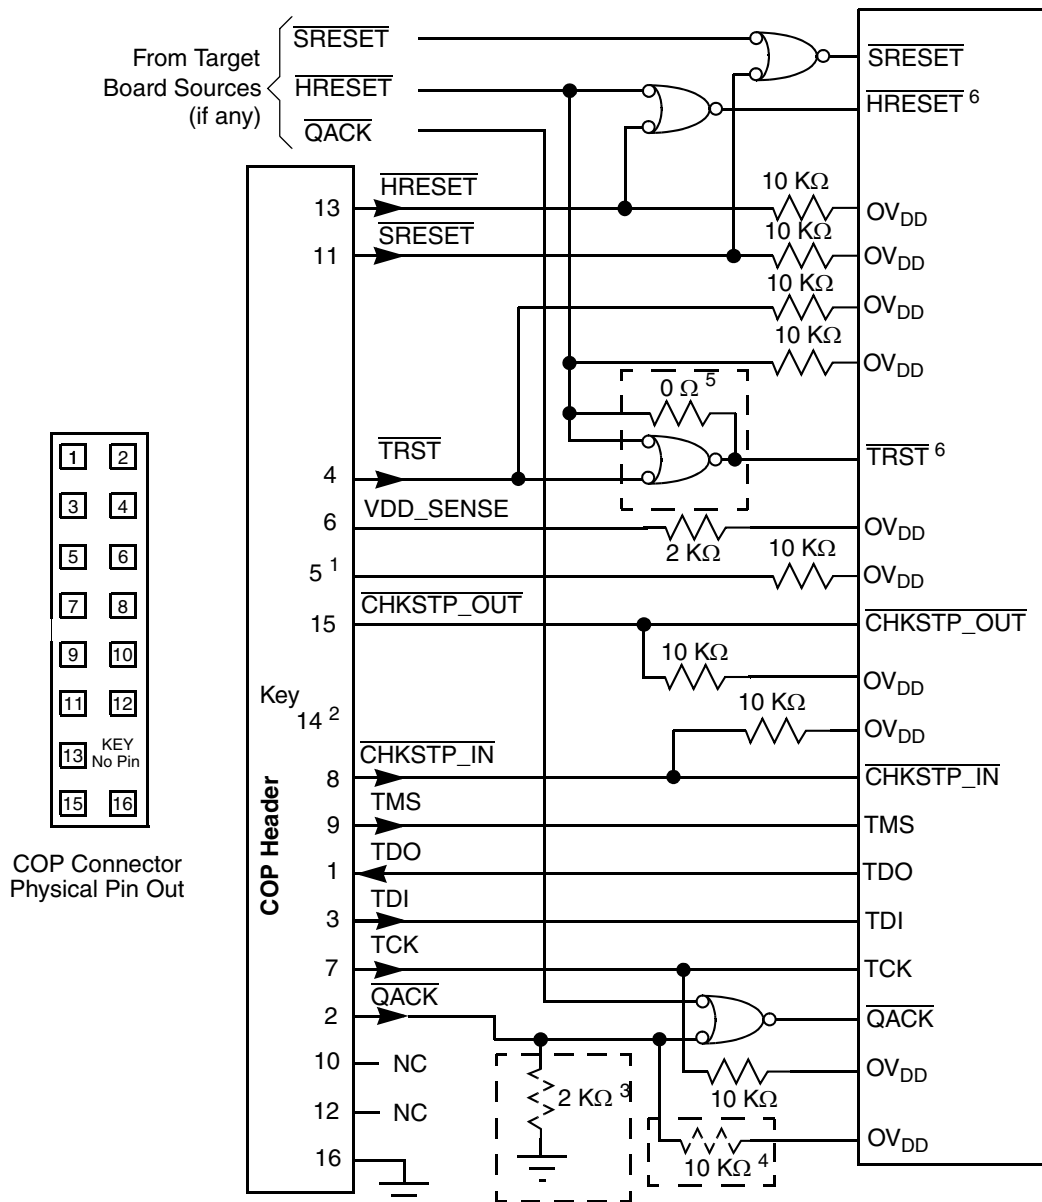 From Target
Board Sources
(if any)
SRESET
HRESET
QACK
SRESET
HRESET 6
13 HRESET 10 KΩ OVDD
11 SRESET 10 KΩ OVDD
10 KΩ OVDD
10 KΩ OVDD
0 Ω 5
4 TRST TRST 6
6 VDD_SENSE 2 KΩ OVDD
5 1 10 KΩ OVDD
15 CHKSTP_OUT CHKSTP_OUT
10 KΩ OVDD
Key
14 2
10 KΩ OVDD
8 CHKSTP_IN CHKSTP_IN
9 TMS TMS
1 TDO TDO
3 TDI TDI
7 TCK TCK
2 QACK QACK
10 NC
10 KΩ OVDD
12 NC
2 KΩ 3
16
10 KΩ 4 OVDD
COP Header
1 2
3 4
5 6
7 8
9 10
11 12
13 KEY
No Pin
15 16
COP Connector
Physical Pin Out